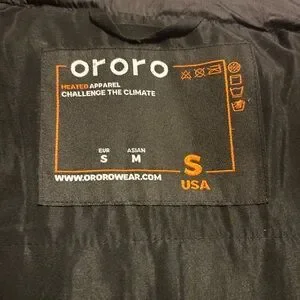 ororo
HEATED APPAREL
CHALLENGE THE CLIMATE
EUR ASIAN
S M S
USA
WWW.OROROWEAR.COM